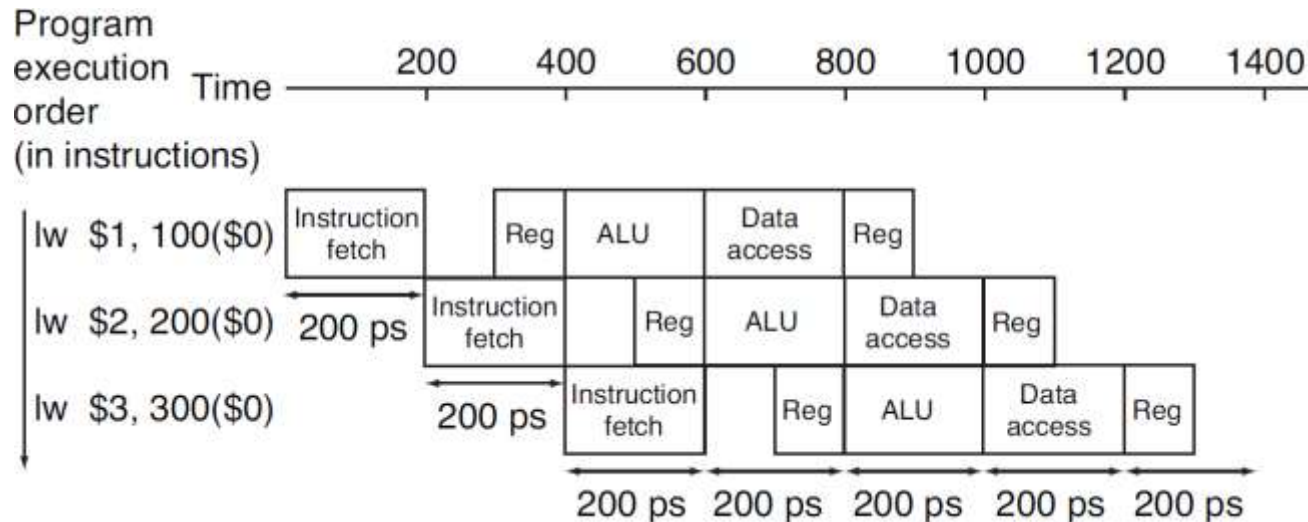 Program
execution
order
(in instructions)
Time
200 400 600 800 1000 1200 1400
lw $1, 100($0)
Instruction
fetch
Reg
ALU
Data
access
Reg
lw $2, 200($0)
200 ps
Instruction
fetch
Reg
ALU
Data
access
Reg
lw $3, 300($0)
200 ps
Instruction
fetch
Reg
ALU
Data
access
Reg
200 ps 200 ps 200 ps 200 ps 200 ps